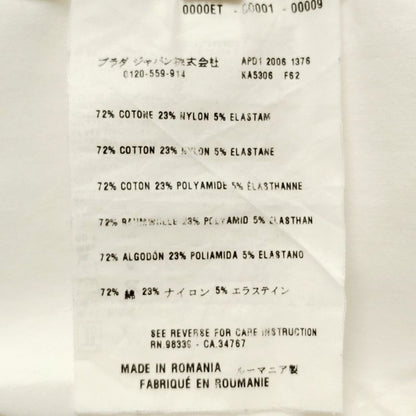 0000ET - 60001 - 00009
プラダ ジャパン株式会社 APD1 2006 1376
0120-559-914 KA5306 F62
72% COTONE 23% NYLON 5% ELASTAM
72% COTTON 23% NYLON 5% ELASTANE
72% COTON 23% POLYAMIDE 5% ELASTHANNE
72% BAUMWOLLE 23% POLYAMID 5% ELASTHAN
72% ALGODÓN 23% POLIAMIDA 5% ELASTANO
72% 綿 23% ナイロン 5% エラステイン
SEE REVERSE FOR CARE INSTRUCTION
RN.98339 - CA.34767
MADE IN ROMANIA ルーマニア製
FABRIQUÉ EN ROUMANIE